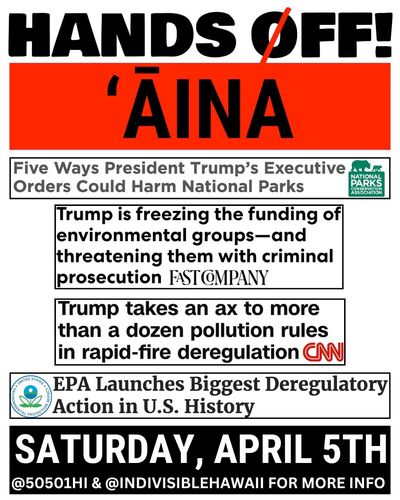 HANDS OFF!
ʻĀINA
Five Ways President Trump's Executive
Orders Could Harm National Parks
NATIONAL
PARKS
CONSERVATION
ASSOCIATION
Trump is freezing the funding of
environmental groups—and
threatening them with criminal
prosecution FAST COMPANY
Trump takes an ax to more
than a dozen pollution rules
in rapid-fire deregulation CNN
EPA Launches Biggest Deregulatory
Action in U.S. History
SATURDAY, APRIL 5TH
@50501HI & @INDIVISIBLEHAWAII FOR MORE INFO